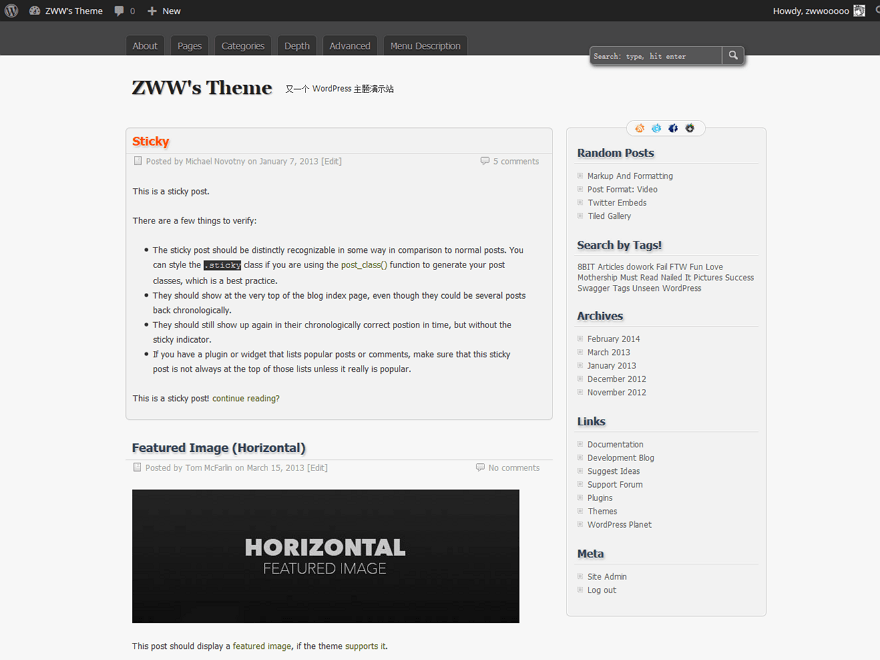 ZWW's Theme 0 New Howdy, zwwooooo
About Pages Categories Depth Advanced Menu Description
Search: type, hit enter
ZWW's Theme 又一个 WordPress 主题演示站
Sticky
Posted by Michael Novotny on January 7, 2013 [Edit] 5 comments
This is a sticky post.
There are a few things to verify:
The sticky post should be distinctly recognizable in some way in comparison to normal posts. You
can style the .sticky class if you are using the post_class() function to generate your post
classes, which is a best practice.
They should show at the very top of the blog index page, even though they could be several posts
back chronologically.
They should still show up again in their chronologically correct postion in time, but without the
sticky indicator.
If you have a plugin or widget that lists popular posts or comments, make sure that this sticky
post is not always at the top of those lists unless it really is popular.
This is a sticky post! continue reading?
Featured Image (Horizontal)
Posted by Tom McFarlin on March 15, 2013 [Edit] No comments
HORIZONTAL
FEATURED IMAGE
This post should display a featured image, if the theme supports it.
Random Posts
Markup And Formatting
Post Format: Video
Twitter Embeds
Tiled Gallery
Search by Tags!
8BIT Articles dowork Fail FTW Fun Love
Mothership Must Read Nailed It Pictures Success
Swagger Tags Unseen WordPress
Archives
February 2014
March 2013
January 2013
December 2012
November 2012
Links
Documentation
Development Blog
Suggest Ideas
Support Forum
Plugins
Themes
WordPress Planet
Meta
Site Admin
Log out